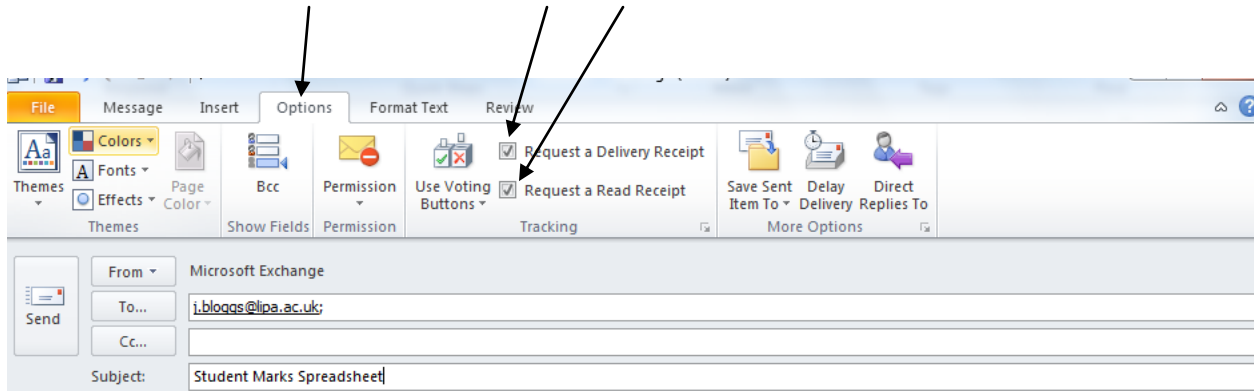 File Message Insert Options Format Text Review
Colors
Request a Delivery Receipt
Aa
A Fonts
Themes Page Color Bcc Permission Use Voting Buttons Request a Read Receipt Save Sent Item To Delay Delivery Direct Replies To
Effects
Themes Show Fields Permission Tracking More Options
From Microsoft Exchange
Send To... j.bloggs@lipa.ac.uk;
Cc...
Subject: Student Marks Spreadsheet